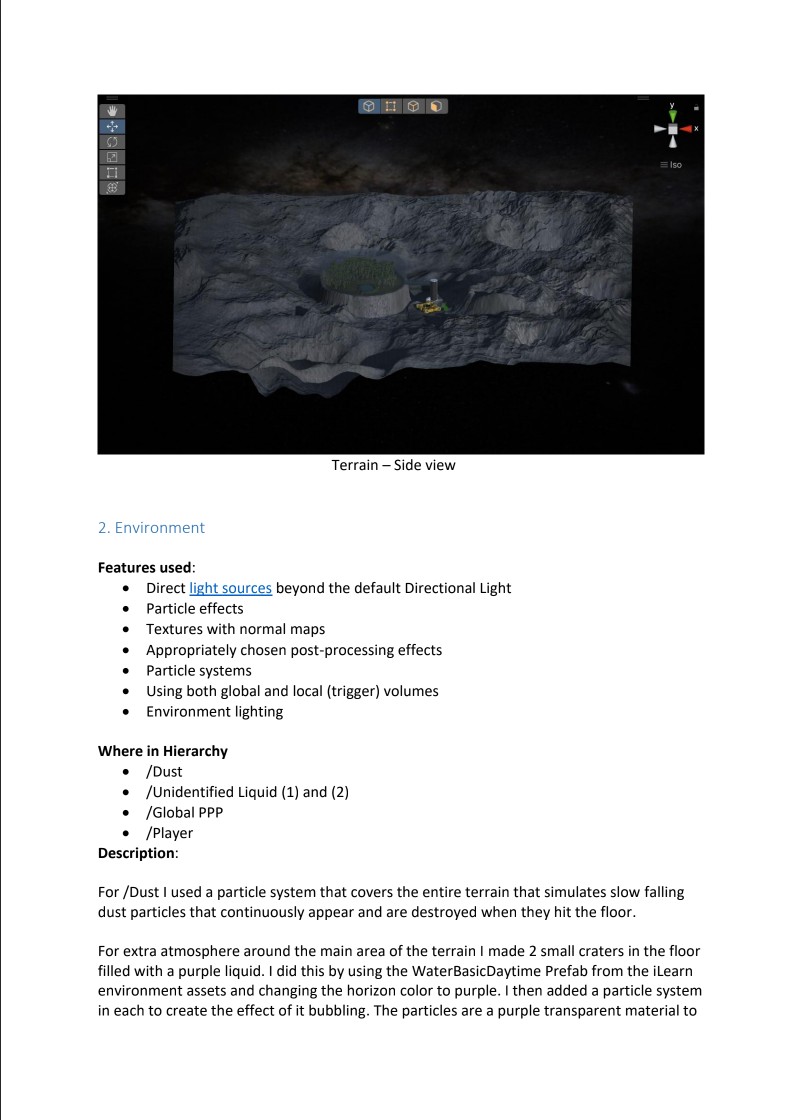 y
x
Iso
Terrain – Side view
2. Environment
Features used:
• Direct light sources beyond the default Directional Light
• Particle effects
• Textures with normal maps
• Appropriately chosen post-processing effects
• Particle systems
• Using both global and local (trigger) volumes
• Environment lighting
Where in Hierarchy
• /Dust
• /Unidentified Liquid (1) and (2)
• /Global PPP
• /Player
Description:
For /Dust I used a particle system that covers the entire terrain that simulates slow falling
dust particles that continuously appear and are destroyed when they hit the floor.
For extra atmosphere around the main area of the terrain I made 2 small craters in the floor
filled with a purple liquid. I did this by using the WaterBasicDaytime Prefab from the iLearn
environment assets and changing the horizon color to purple. I then added a particle system
in each to create the effect of it bubbling. The particles are a purple transparent material to